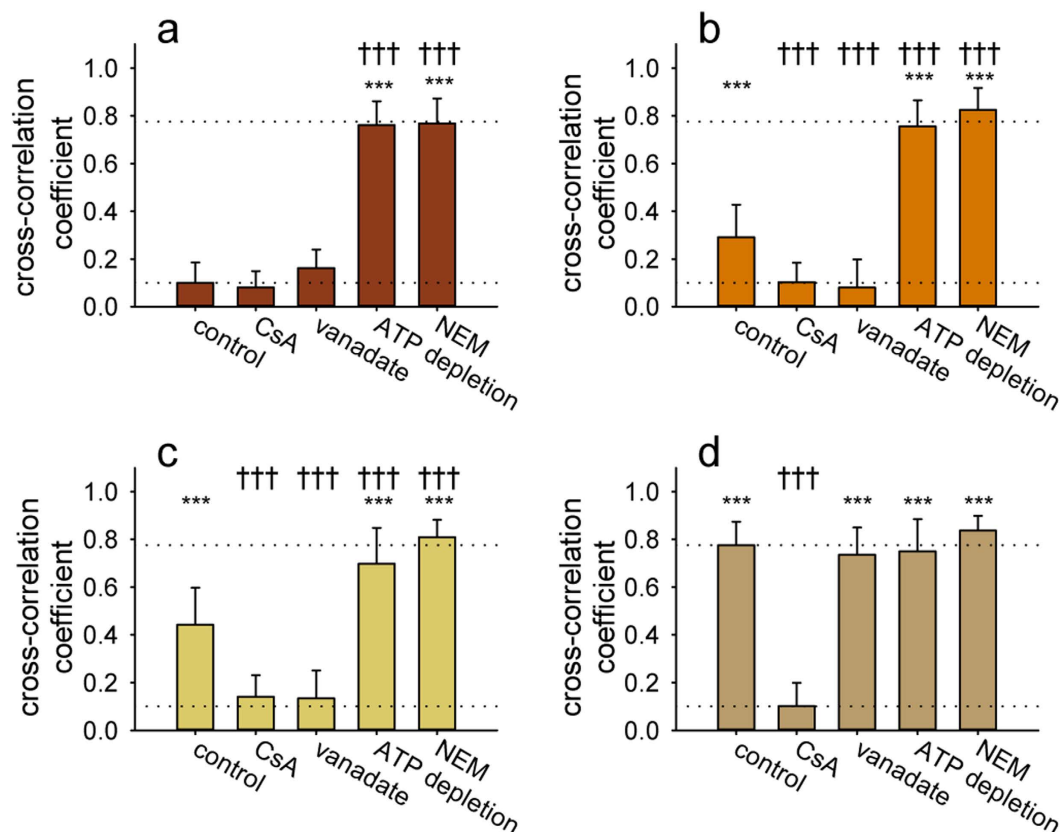 a
††† †††
*** ***
cross-correlation
coefficient
1.0
0.8
0.6
0.4
0.2
0.0
control
CsA
vanadate
ATP depletion
NEM
b
††† ††† ††† †††
*** *** ***
cross-correlation
coefficient
1.0
0.8
0.6
0.4
0.2
0.0
control
CsA
vanadate
ATP depletion
NEM
c
††† ††† ††† †††
*** *** ***
cross-correlation
coefficient
1.0
0.8
0.6
0.4
0.2
0.0
control
CsA
vanadate
ATP depletion
NEM
d
†††
*** *** *** ***
cross-correlation
coefficient
1.0
0.8
0.6
0.4
0.2
0.0
control
CsA
vanadate
ATP depletion
NEM